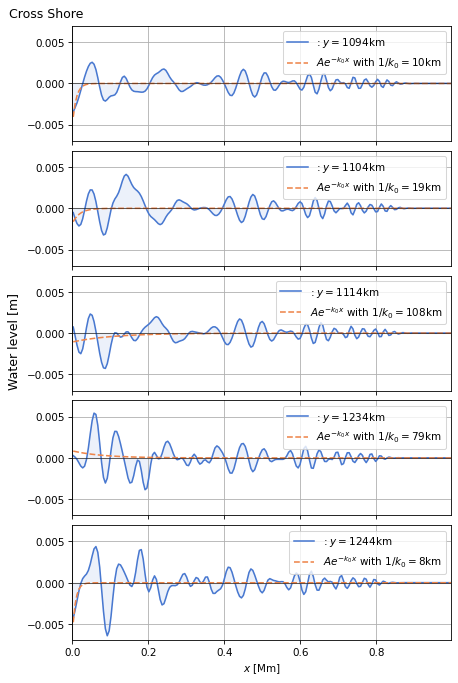 Cross Shore
0.005
0.000
−0.005
: y = 1094km
Ae^{−k₀x} with 1/k₀ = 10km
0.005
0.000
−0.005
: y = 1104km
Ae^{−k₀x} with 1/k₀ = 19km
Water level [m]
0.005
0.000
−0.005
: y = 1114km
Ae^{−k₀x} with 1/k₀ = 108km
0.005
0.000
−0.005
: y = 1234km
Ae^{−k₀x} with 1/k₀ = 79km
0.005
0.000
−0.005
: y = 1244km
Ae^{−k₀x} with 1/k₀ = 8km
0.0 0.2 0.4 0.6 0.8
x [Mm]